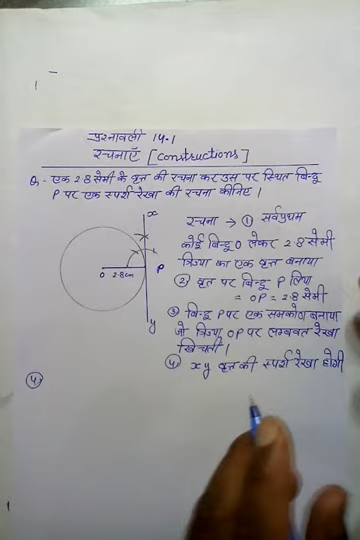 प्रश्नावली 14.1
रचनाएँ [constructions]
Q - एक 2.8 सेमी के वृत्त की रचना कर उस पर स्थित बिन्दु
P पर एक स्पर्श रेखा की रचना कीजिए।
x
O 2.8cm P
y
रचना → ① सर्वप्रथम
कोई बिन्दु O लेकर 2.8 सेमी
त्रिज्या का एक वृत्त बनाया
② वृत्त पर बिन्दु P लिया
= OP = 2.8 सेमी
③ बिन्दु P पर एक समकोण बनाया
जो त्रिज्या OP पर लम्बवत रेखा
खिचती।
④ xy वृत्त की स्पर्श रेखा होगी
④